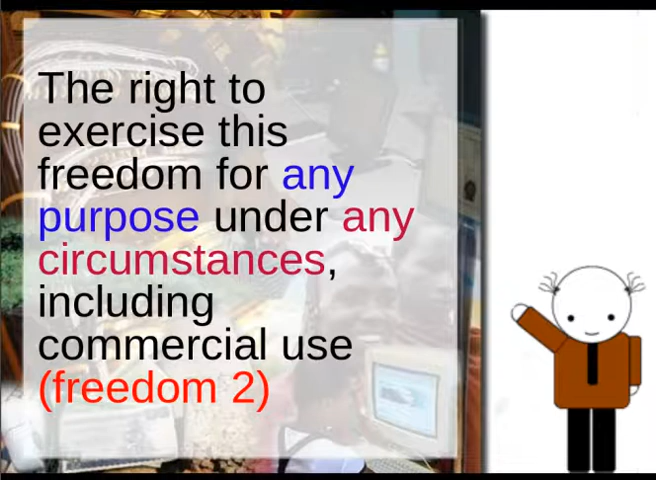 The right to
exercise this
freedom for any
purpose under any
circumstances,
including
commercial use
(freedom 2)